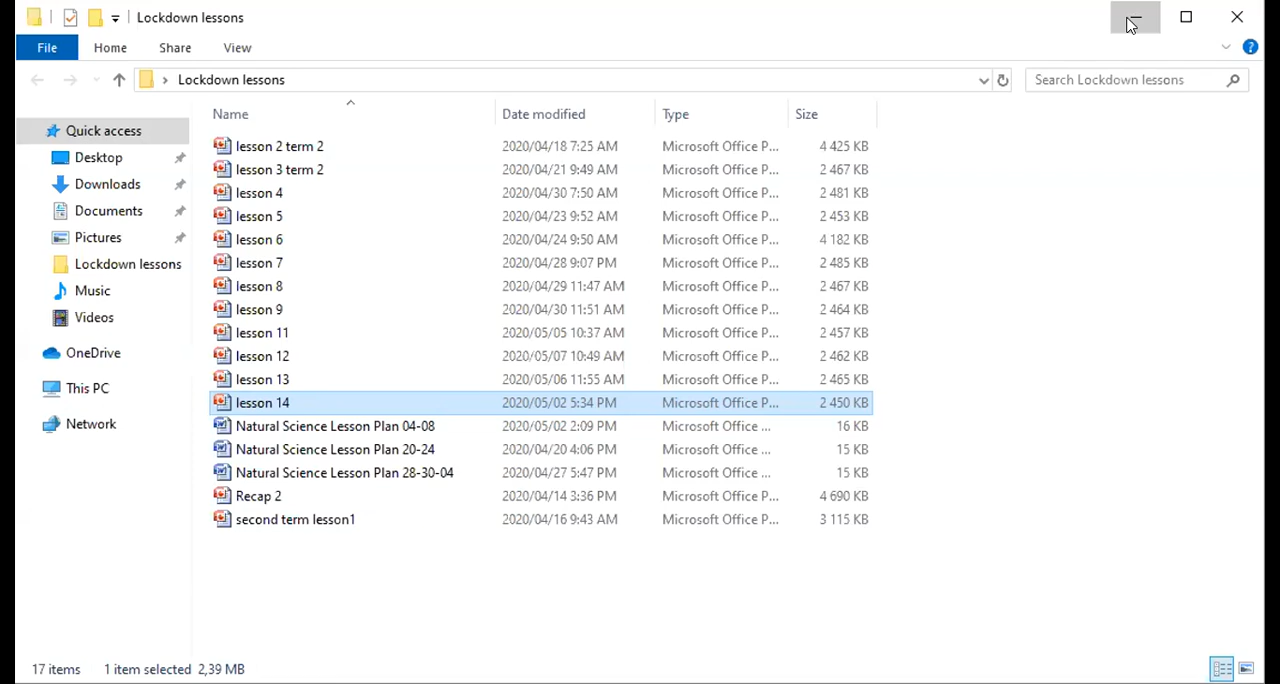 Lockdown lessons
File Home Share View
Lockdown lessons Search Lockdown lessons
Name Date modified Type Size
Quick access
Desktop
Downloads
Documents
Pictures
Lockdown lessons
Music
Videos
OneDrive
This PC
Network
lesson 2 term 2 2020/04/18 7:25 AM Microsoft Office P... 4 425 KB
lesson 3 term 2 2020/04/21 9:49 AM Microsoft Office P... 2 467 KB
lesson 4 2020/04/30 7:50 AM Microsoft Office P... 2 481 KB
lesson 5 2020/04/23 9:52 AM Microsoft Office P... 2 453 KB
lesson 6 2020/04/24 9:50 AM Microsoft Office P... 4 182 KB
lesson 7 2020/04/28 9:07 PM Microsoft Office P... 2 485 KB
lesson 8 2020/04/29 11:47 AM Microsoft Office P... 2 467 KB
lesson 9 2020/04/30 11:51 AM Microsoft Office P... 2 464 KB
lesson 11 2020/05/05 10:37 AM Microsoft Office P... 2 457 KB
lesson 12 2020/05/07 10:49 AM Microsoft Office P... 2 462 KB
lesson 13 2020/05/06 11:55 AM Microsoft Office P... 2 465 KB
lesson 14 2020/05/02 5:34 PM Microsoft Office P... 2 450 KB
Natural Science Lesson Plan 04-08 2020/05/02 2:09 PM Microsoft Office ... 16 KB
Natural Science Lesson Plan 20-24 2020/04/20 4:06 PM Microsoft Office ... 15 KB
Natural Science Lesson Plan 28-30-04 2020/04/27 5:47 PM Microsoft Office ... 15 KB
Recap 2 2020/04/14 3:36 PM Microsoft Office P... 4 690 KB
second term lesson1 2020/04/16 9:43 AM Microsoft Office P... 3 115 KB
17 items 1 item selected 2,39 MB